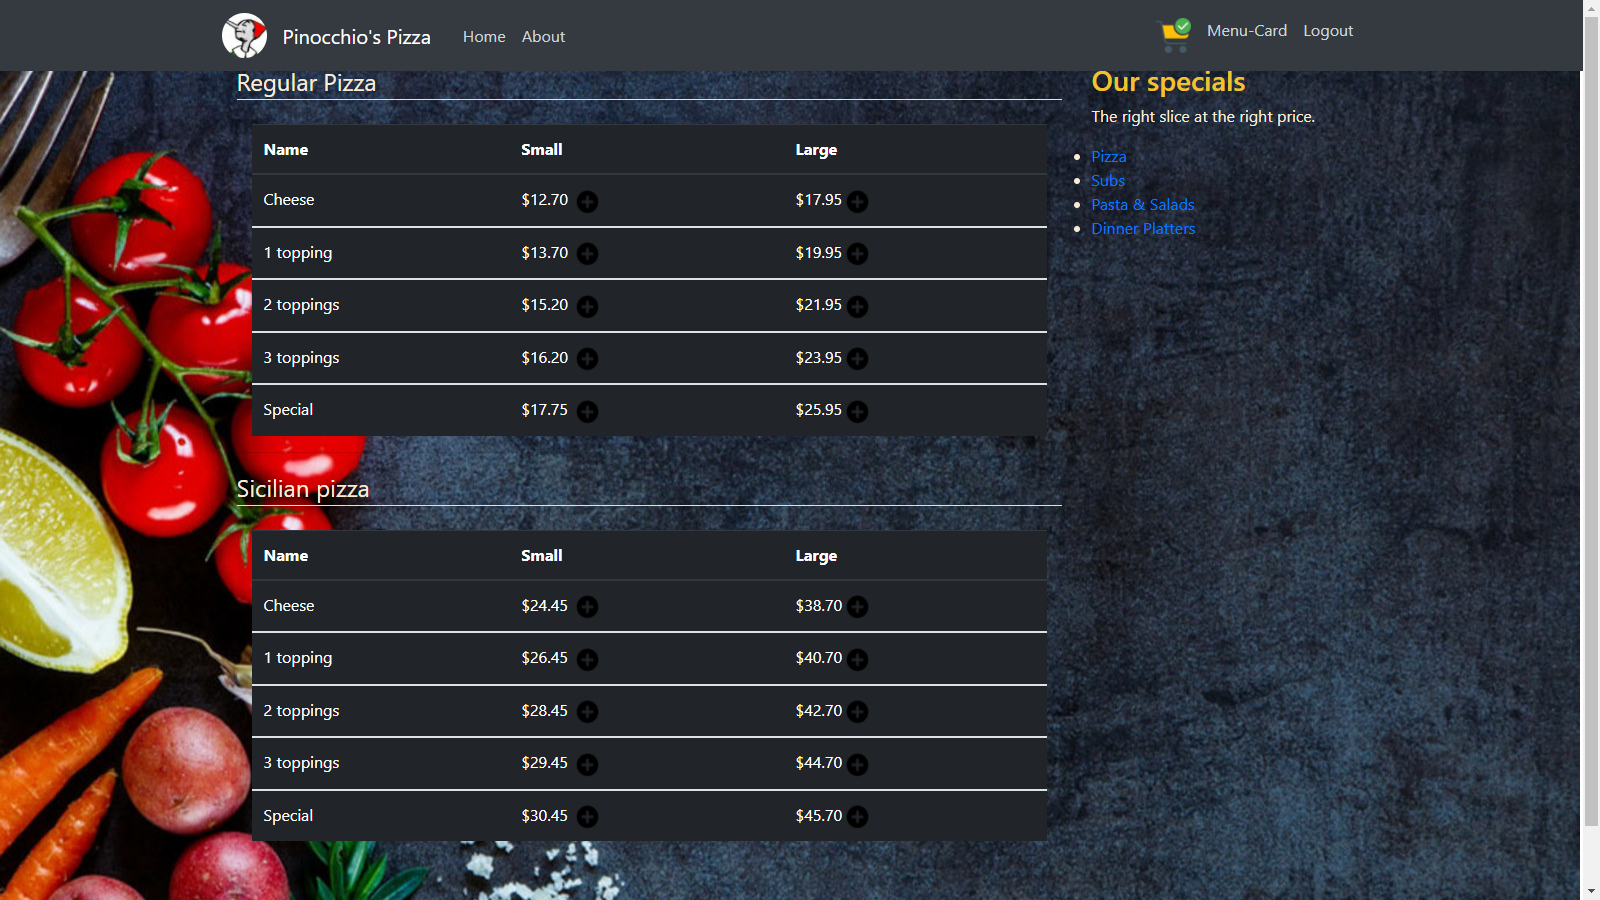 Pinocchio's Pizza Home About Menu-Card Logout
Regular Pizza
Name Small Large
Cheese $12.70 $17.95
1 topping $13.70 $19.95
2 toppings $15.20 $21.95
3 toppings $16.20 $23.95
Special $17.75 $25.95
Sicilian pizza
Name Small Large
Cheese $24.45 $38.70
1 topping $26.45 $40.70
2 toppings $28.45 $42.70
3 toppings $29.45 $44.70
Special $30.45 $45.70
Our specials
The right slice at the right price.
Pizza
Subs
Pasta & Salads
Dinner Platters